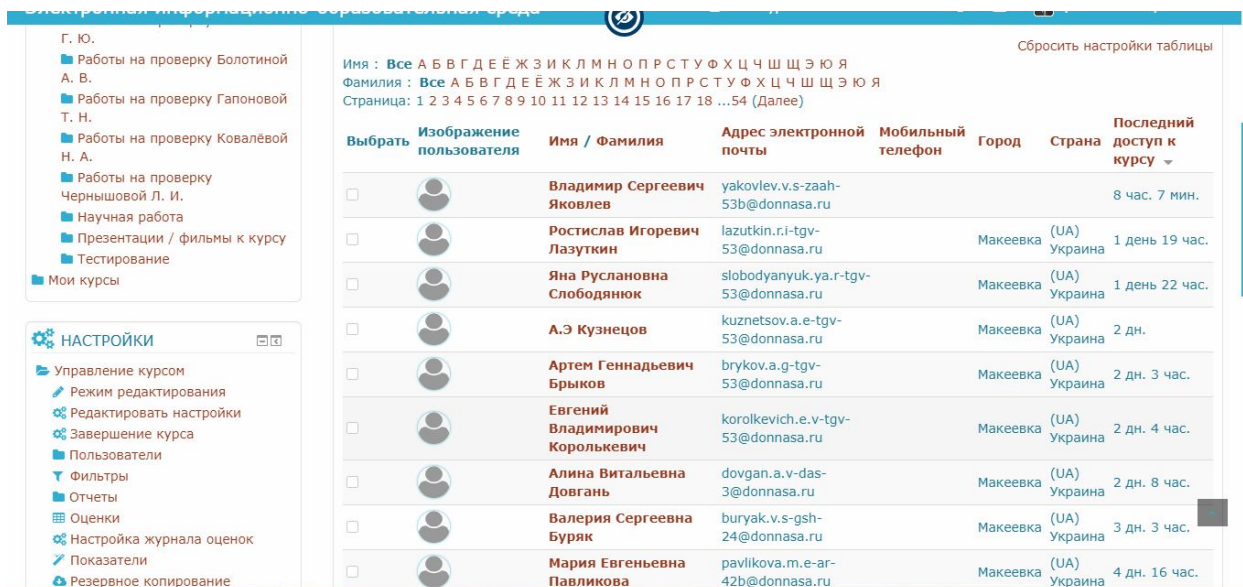 Электронная информационно-образовательная среда
Г. Ю.
Работы на проверку Болотиной
А. В.
Работы на проверку Гапоновой
Т. Н.
Работы на проверку Ковалёвой
Н. А.
Работы на проверку
Чернышовой Л. И.
Научная работа
Презентации / фильмы к курсу
Тестирование
Мои курсы
НАСТРОЙКИ
Управление курсом
Режим редактирования
Редактировать настройки
Завершение курса
Пользователи
Фильтры
Отчеты
Оценки
Настройка журнала оценок
Показатели
Резервное копирование
Сбросить настройки таблицы
Имя : Все А Б В Г Д Е Ё Ж З И К Л М Н О П Р С Т У Ф Х Ц Ч Ш Щ Э Ю Я
Фамилия : Все А Б В Г Д Е Ё Ж З И К Л М Н О П Р С Т У Ф Х Ц Ч Ш Щ Э Ю Я
Страница: 1 2 3 4 5 6 7 8 9 10 11 12 13 14 15 16 17 18 ...54 (Далее)
Выбрать Изображение пользователя Имя / Фамилия Адрес электронной почты Мобильный телефон Город Страна Последний доступ к курсу
Владимир Сергеевич yakovlev.v.s-zaah-
Яковлев 53b@donnasa.ru 8 час. 7 мин.
Ростислав Игоревич lazutkin.r.i-tgv- (UA)
Лазуткин 53@donnasa.ru Макеевка Украина 1 день 19 час.
Яна Руслановна slobodyanyuk.ya.r-tgv- (UA)
Слободянюк 53@donnasa.ru Макеевка Украина 1 день 22 час.
А.Э Кузнецов kuznetsov.a.e-tgv- (UA)
53@donnasa.ru Макеевка Украина 2 дн.
Артем Геннадьевич brykov.a.g-tgv- (UA)
Брыков 53@donnasa.ru Макеевка Украина 2 дн. 3 час.
Евгений
Владимирович korolkevich.e.v-tgv- (UA)
Королькевич 53@donnasa.ru Макеевка Украина 2 дн. 4 час.
Алина Витальевна dovgan.a.v-das- (UA)
Довгань 3@donnasa.ru Макеевка Украина 2 дн. 8 час.
Валерия Сергеевна buryak.v.s-gsh- (UA)
Буряк 24@donnasa.ru Макеевка Украина 3 дн. 3 час.
Мария Евгеньевна pavlikova.m.e-ar- (UA)
Павликова 42b@donnasa.ru Макеевка Украина 4 дн. 16 час.